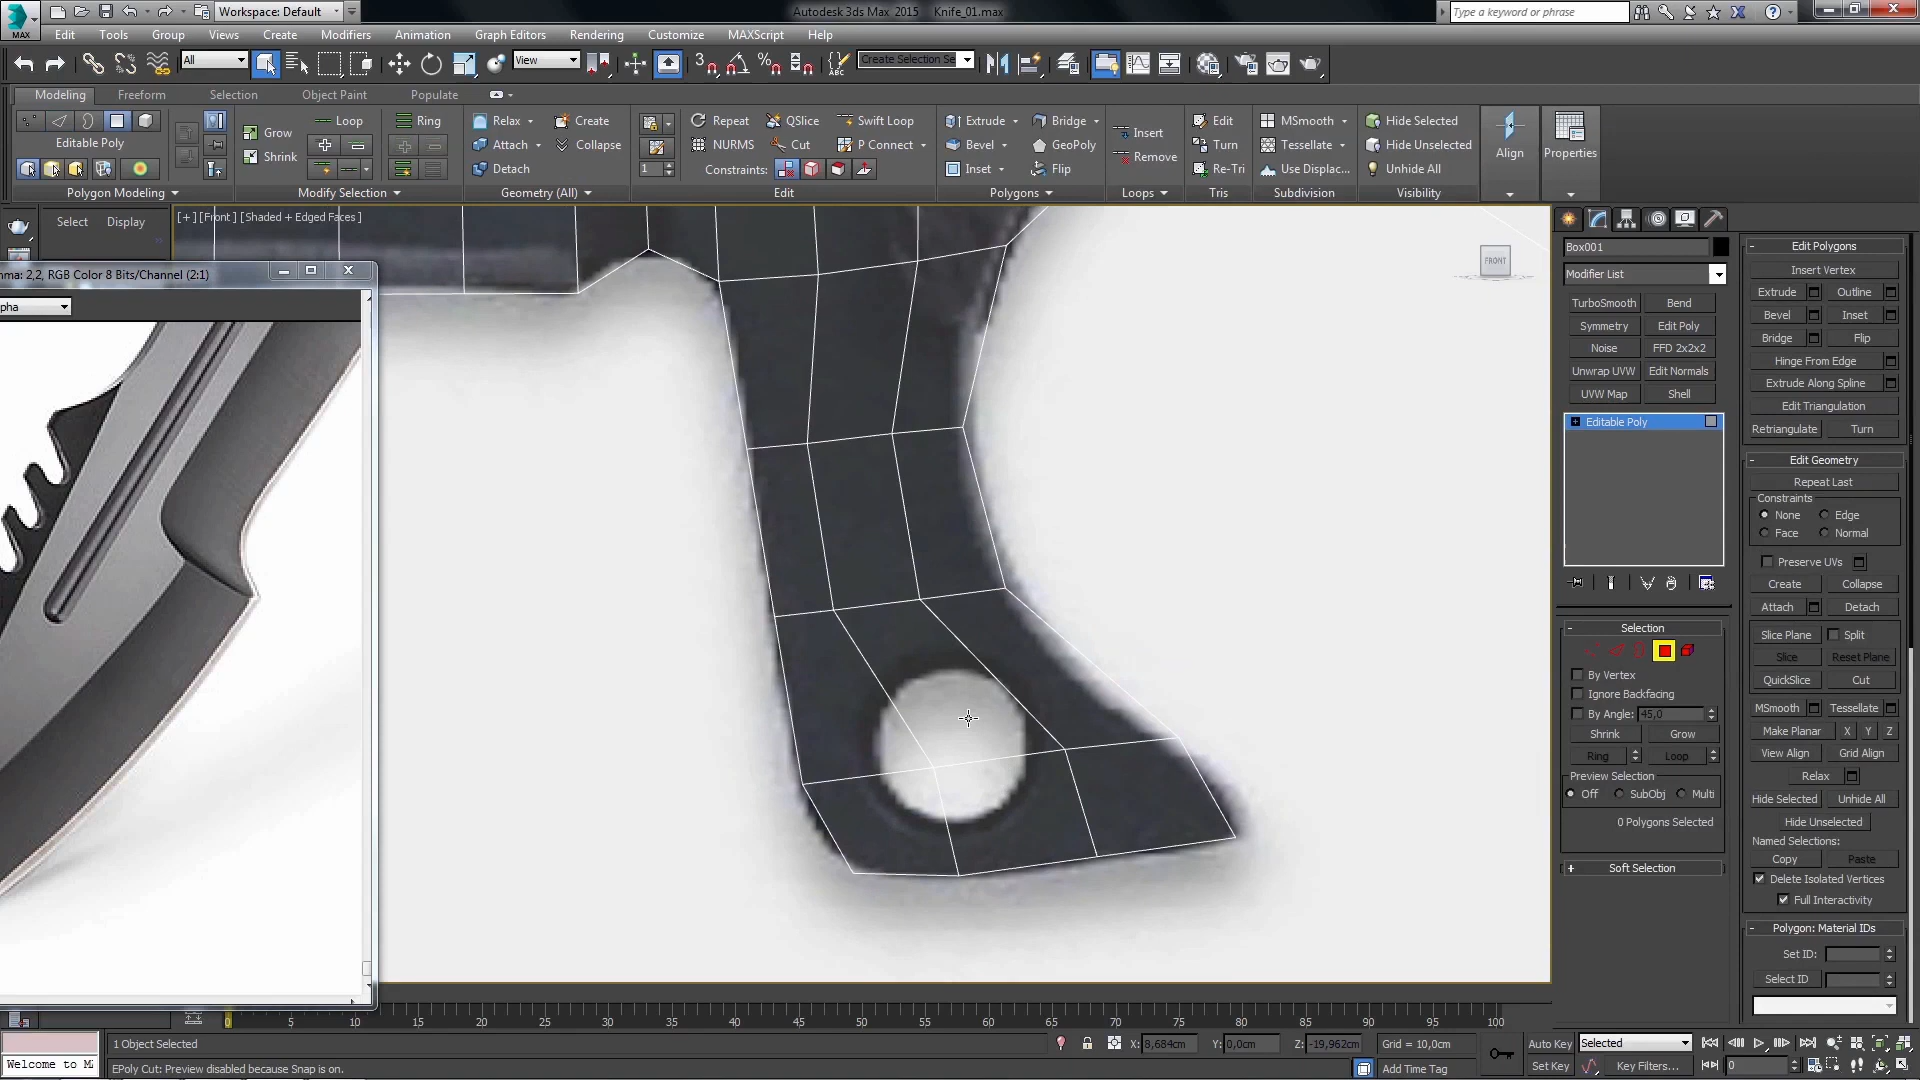 Workspace: Default
Autodesk 3ds Max 2015 Knife_01.max
Type a keyword or phrase
MAX
Edit Tools Group Views Create Modifiers Animation Graph Editors Rendering Customize MAXScript Help
All
View
Create Selection Se
ABC
Modeling Freeform Selection Object Paint Populate
Loop Ring Relax Create Repeat QSlice Swift Loop Extrude Bridge Edit MSmooth Hide Selected
Editable Poly Grow Attach Collapse NURMS Cut P Connect Bevel GeoPoly Insert Turn Tessellate Hide Unselected Align Properties
Shrink Detach 1 Constraints: Inset Flip Remove Re-Tri Use Displac... Unhide All
Polygon Modeling Modify Selection Geometry (All) Edit Polygons Loops Tris Subdivision Visibility
Select Display
[+] [Front] [Shaded + Edged Faces]
FRONT
mma: 2,2, RGB Color 8 Bits/Channel (2:1)
pha
Box001
Modifier List
TurboSmooth Bend
Symmetry Edit Poly
Noise FFD 2x2x2
Unwrap UVW Edit Normals
UVW Map Shell
Editable Poly
Selection
By Vertex
Ignore Backfacing
By Angle: 45,0
Shrink Grow
Ring Loop
Preview Selection
Off SubObj Multi
0 Polygons Selected
Soft Selection
Edit Polygons
Insert Vertex
Extrude Outline
Bevel Inset
Bridge Flip
Hinge From Edge
Extrude Along Spline
Edit Triangulation
Retriangulate Turn
Edit Geometry
Repeat Last
Constraints
None Edge
Face Normal
Preserve UVs
Create Collapse
Attach Detach
Slice Plane Split
Slice Reset Plane
QuickSlice Cut
MSmooth Tessellate
Make Planar X Y Z
View Align Grid Align
Relax
Hide Selected Unhide All
Hide Unselected
Named Selections:
Copy Paste
Delete Isolated Vertices
Full Interactivity
Polygon: Material IDs
Set ID:
Select ID
0 5 10 15 20 25 30 35 40 45 50 55 60 65 70 75 80 85 90 95 100
1 Object Selected X: 8,684cm Y: 0,0cm Z: -19,962cm Grid = 10,0cm Auto Key Selected
Welcome to M EPoly Cut: Preview disabled because Snap is on. Add Time Tag Set Key Key Filters... 0